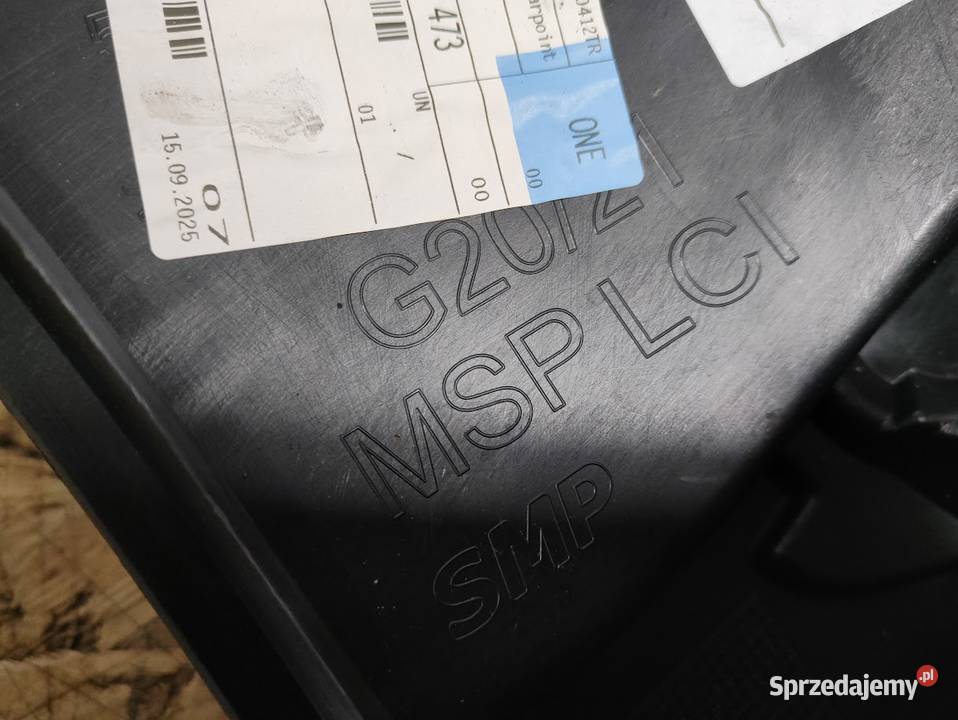 0412TR
473
ONE
UN
01
/
00
00
07
15.09.2025
G20/21
MSP LCI
SMP
Sprzedajemy.pl